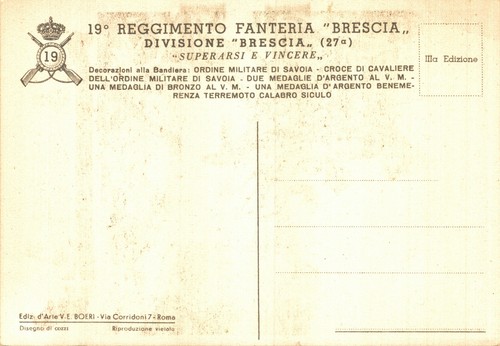 19° REGGIMENTO FANTERIA "BRESCIA„
DIVISIONE "BRESCIA„ (27ª)
"SUPERARSI E VINCERE„
Decorazioni alla Bandiera: ORDINE MILITARE DI SAVOIA - CROCE DI CAVALIERE
DELL'ORDINE MILITARE DI SAVOIA - DUE MEDAGLIE D'ARGENTO AL V. M. -
UNA MEDAGLIA DI BRONZO AL V. M. - UNA MEDAGLIA D'ARGENTO BENEME-
RENZA TERREMOTO CALABRO SICULO
19
IIIa Edizione
Ediz: d'Arte V. E. BOERI - Via Corridoni 7 - Roma
Disegno di Riproduzione vietata